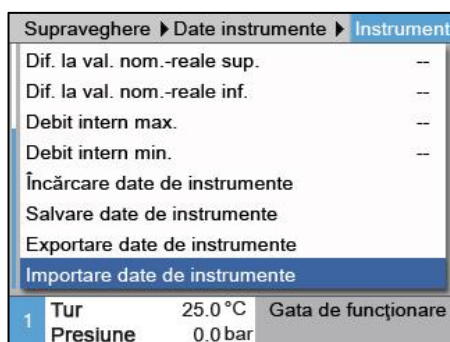 Supraveghere ▶ Date instrumente ▶ Instrument
Dif. la val. nom.-reale sup. --
Dif. la val. nom.-reale inf. --
Debit intern max. --
Debit intern min. --
Încărcare date de instrumente
Salvare date de instrumente
Exportare date de instrumente
Importare date de instrumente
1 Tur 25.0 °C Gata de funcţionare
Presiune 0.0 bar